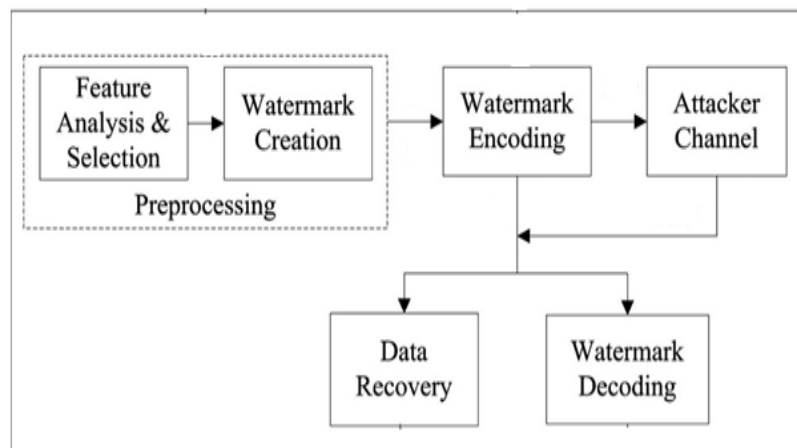 Feature
Analysis &
Selection
Watermark
Creation
Preprocessing
Watermark
Encoding
Attacker
Channel
Data
Recovery
Watermark
Decoding